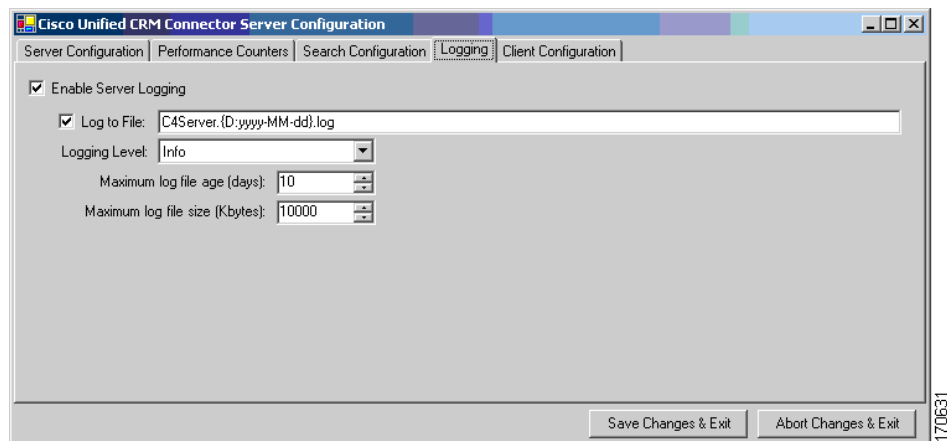 Cisco Unified CRM Connector Server Configuration
Server Configuration Performance Counters Search Configuration Logging Client Configuration
Enable Server Logging
Log to File: C4Server.{D:yyyy-MM-dd}.log
Logging Level: Info
Maximum log file age (days): 10
Maximum log file size (Kbytes): 10000
Save Changes & Exit Abort Changes & Exit
170631